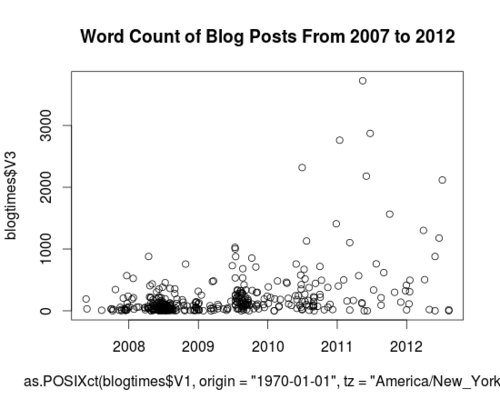 Word Count of Blog Posts From 2007 to 2012
blogtimes$V3
3000
2000
1000
0
2008 2009 2010 2011 2012
as.POSIXct(blogtimes$V1, origin = "1970-01-01", tz = "America/New_York